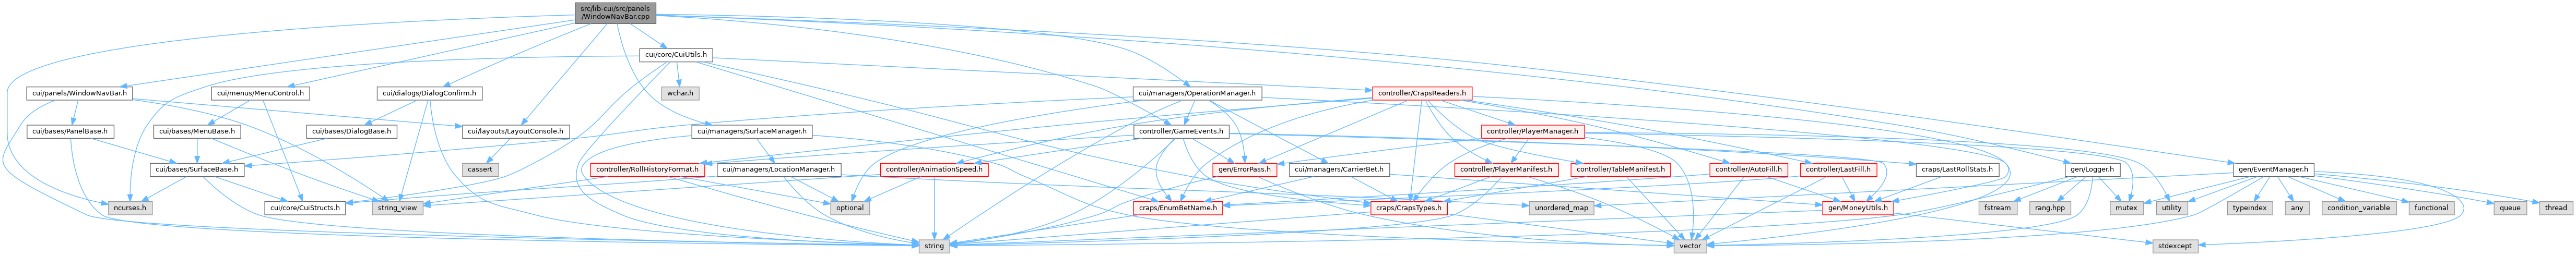 src/lib-cui/src/panels
/WindowNavBar.cpp
cui/core/CuiUtils.h
cui/panels/WindowNavBar.h
cui/menus/MenuControl.h
cui/dialogs/DialogConfirm.h
wchar.h
cui/managers/OperationManager.h
controller/CrapsReaders.h
cui/bases/PanelBase.h
cui/bases/MenuBase.h
cui/bases/DialogBase.h
cui/layouts/LayoutConsole.h
cui/managers/SurfaceManager.h
controller/GameEvents.h
controller/PlayerManager.h
cui/bases/SurfaceBase.h
cassert
controller/RollHistoryFormat.h
cui/managers/LocationManager.h
controller/AnimationSpeed.h
gen/ErrorPass.h
cui/managers/CarrierBet.h
controller/PlayerManifest.h
controller/TableManifest.h
controller/AutoFill.h
controller/LastFill.h
craps/LastRollStats.h
gen/Logger.h
gen/EventManager.h
ncurses.h
cui/core/CuiStructs.h
string_view
optional
unordered_map
craps/EnumBetName.h
craps/CrapsTypes.h
gen/MoneyUtils.h
fstream
rang.hpp
mutex
utility
typeindex
any
condition_variable
functional
queue
thread
string
vector
stdexcept